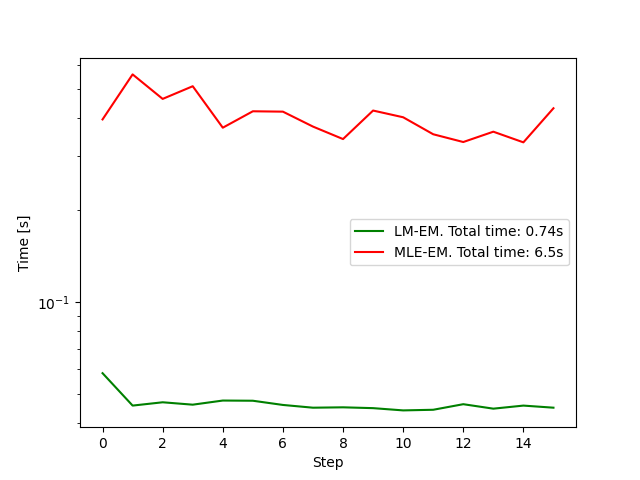 Time [s]
10⁻¹
LM-EM. Total time: 0.74s
MLE-EM. Total time: 6.5s
0 2 4 6 8 10 12 14
Step